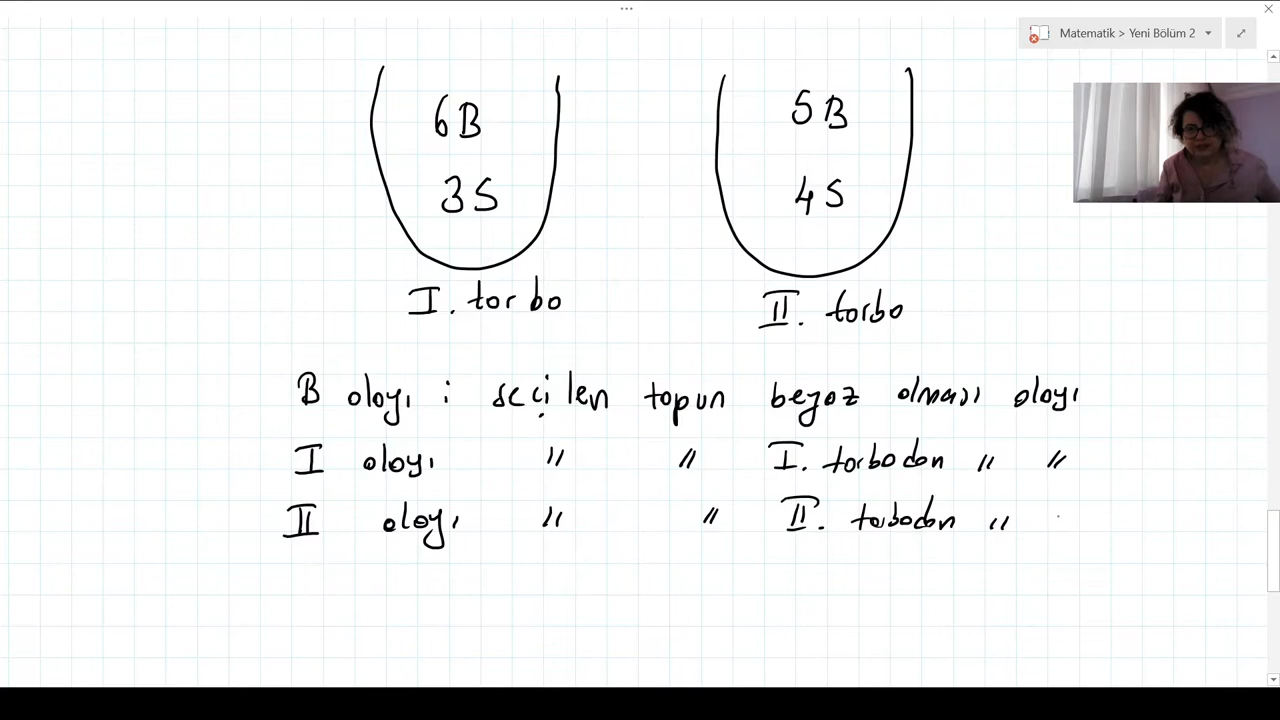 Matematik > Yeni Bölüm 2
6B
3S
5B
4S
I. torba
II. torba
B olayı : seçilen topun beyaz olması olayı
I olayı " " I. torbadan " "
II olayı " " II. torbadan "